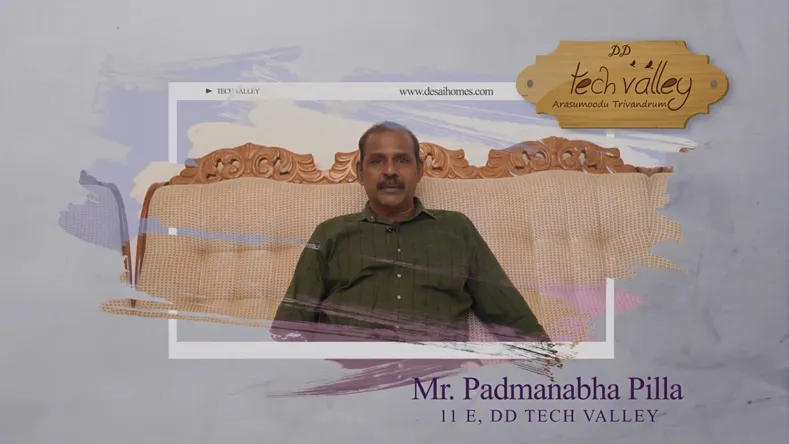 DD
tech valley
Arasumoodu Trivandrum
TECH VALLEY
www.desaihomes.com
Mr. Padmanabha Pilla
11 E, DD TECH VALLEY